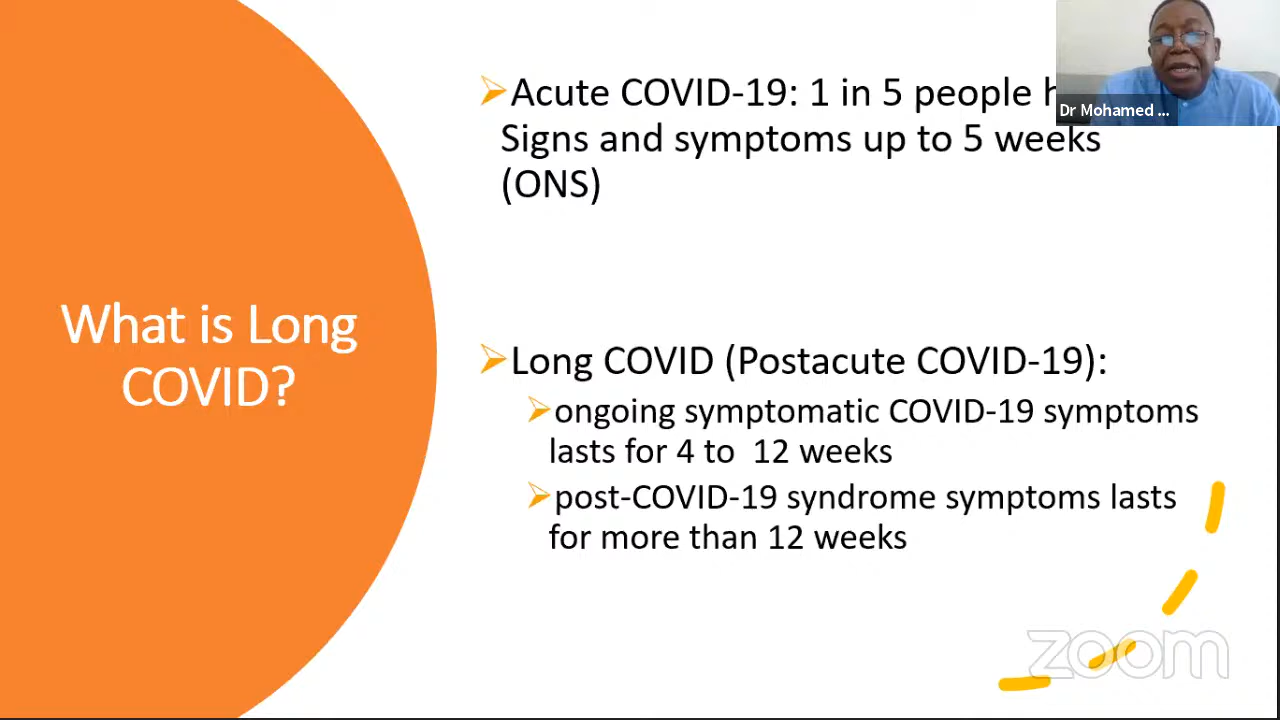 What is Long
COVID?
➢Acute COVID-19: 1 in 5 people
Signs and symptoms up to 5 weeks
(ONS)
➢Long COVID (Postacute COVID-19):
➢ongoing symptomatic COVID-19 symptoms
lasts for 4 to 12 weeks
➢post-COVID-19 syndrome symptoms lasts
for more than 12 weeks
Dr Mohamed ...
zoom